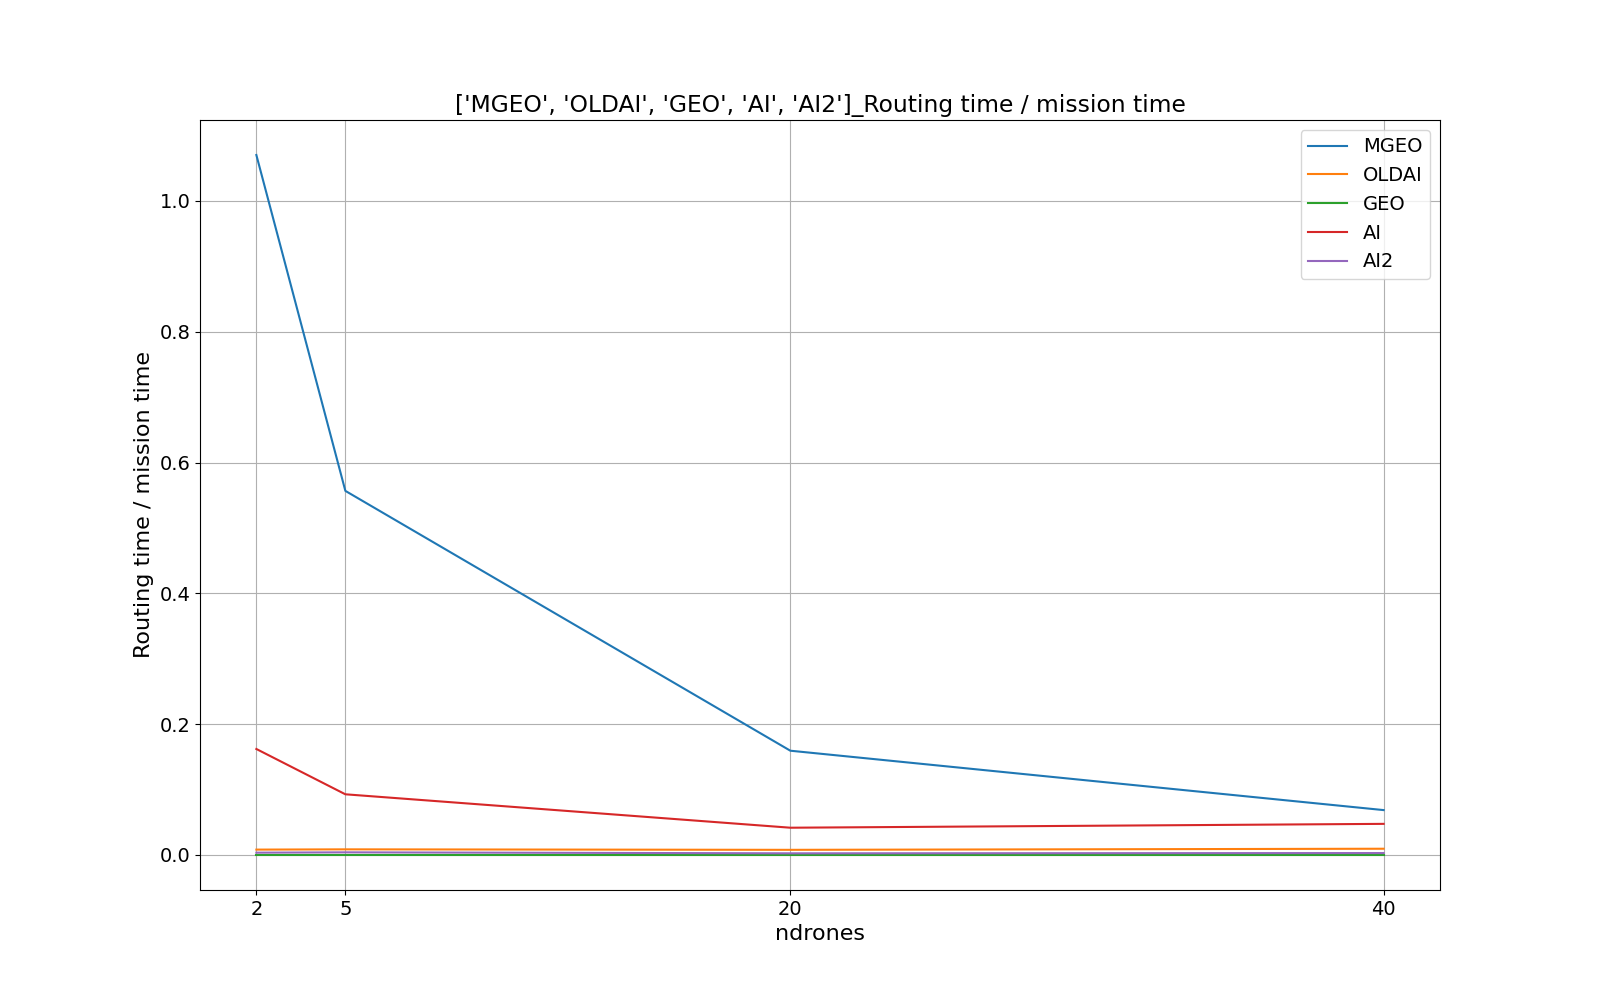 ['MGEO', 'OLDAI', 'GEO', 'AI', 'AI2']_Routing time / mission time
MGEO
OLDAI
GEO
AI
AI2
Routing time / mission time
1.0
0.8
0.6
0.4
0.2
0.0
2 5 20 40
ndrones